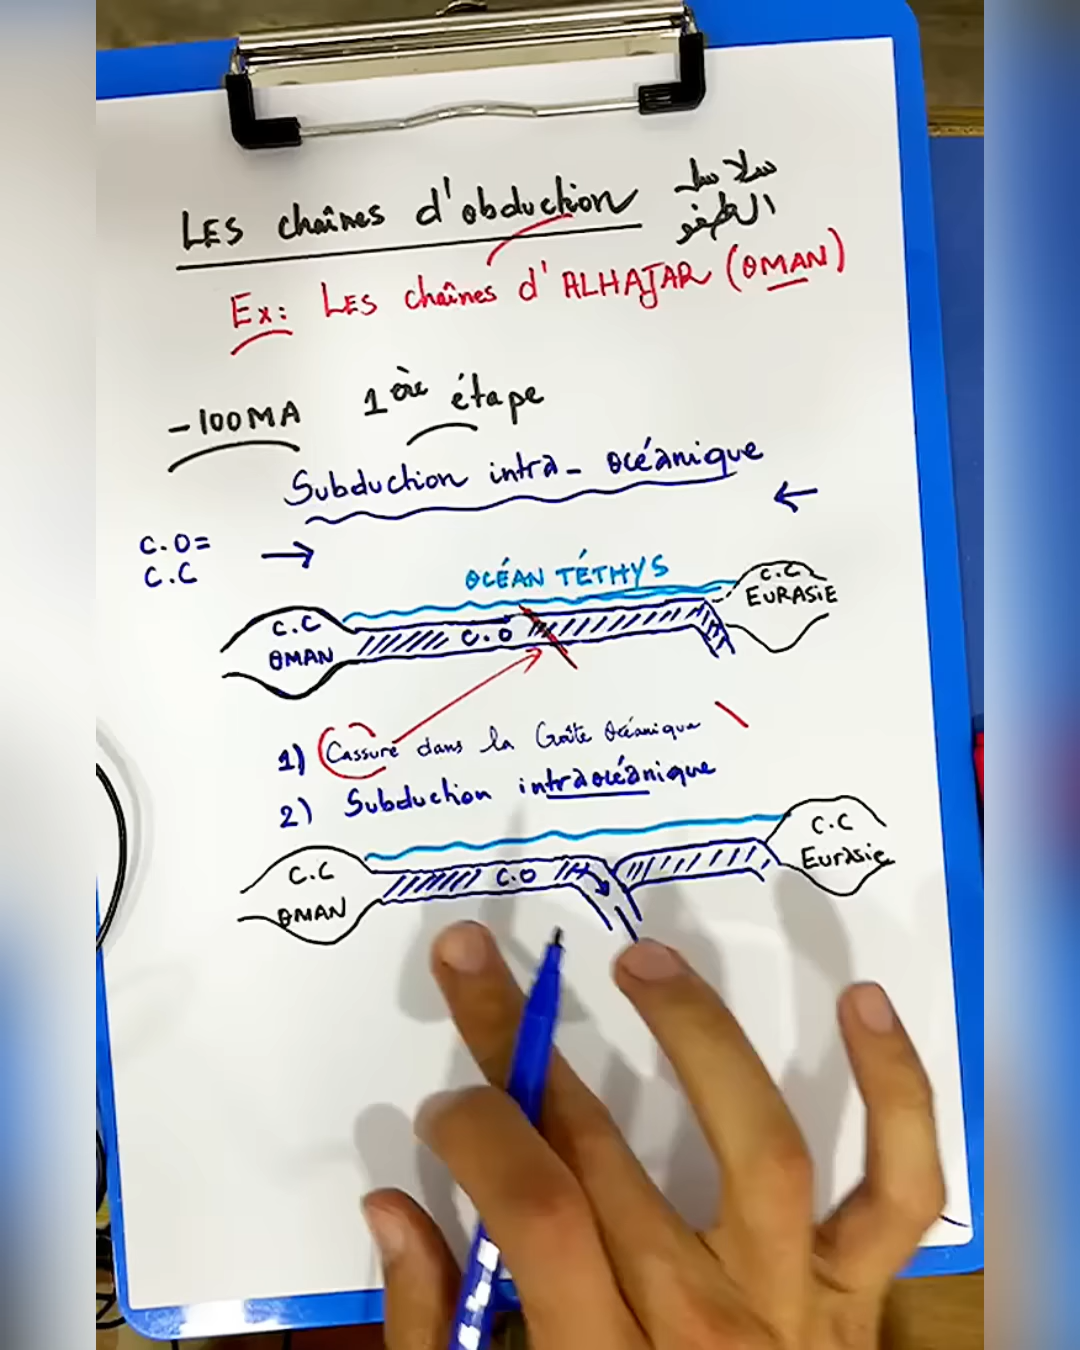 LES chaînes d'obduction
سلاسل
الطفو
Ex: LES chaînes d'ALHAJAR (OMAN)
-100MA 1ère étape
Subduction intra- océanique
C.O=
C.C
OCÉAN TÉTHYS
C.C
EURASIE
C.C
OMAN
C.O
1) Cassure dans la Croûte Océanique
2) Subduction intraocéanique
C.C
Eurasie
C.C
OMAN
C.O